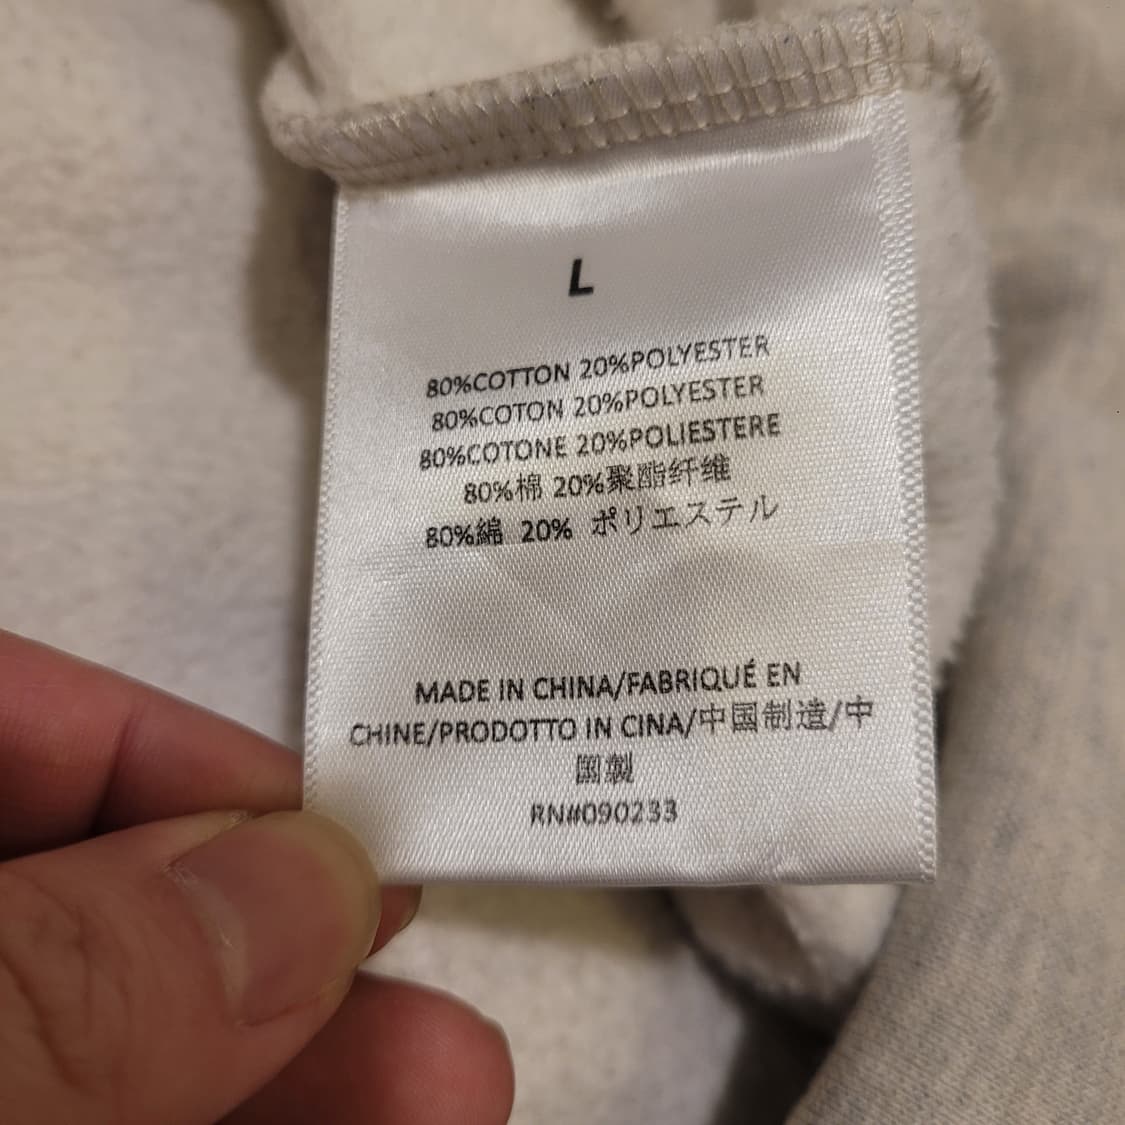 L
80%COTTON 20%POLYESTER
80%COTON 20%POLYESTER
80%COTONE 20%POLIESTERE
80%棉 20%聚酯纤维
80%綿 20% ポリエステル
MADE IN CHINA/FABRIQUÉ EN
CHINE/PRODOTTO IN CINA/中国制造/中
国製
RN#090233